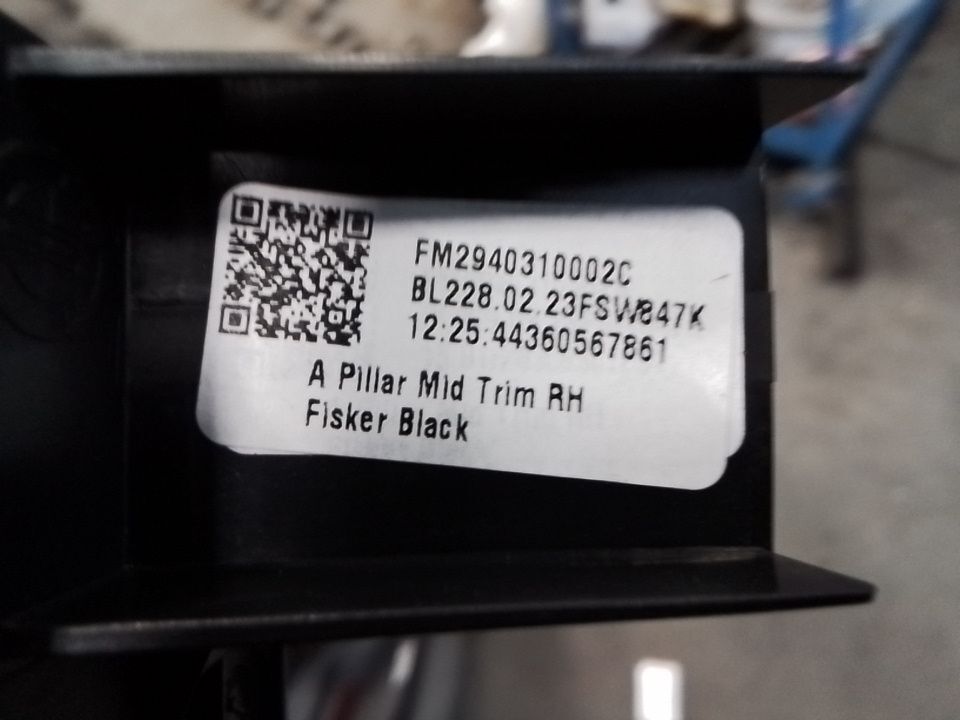 FM2940310002C
BL228.02.23FSW847K
12:25:44360567861
A Pillar Mid Trim RH
Fisker Black